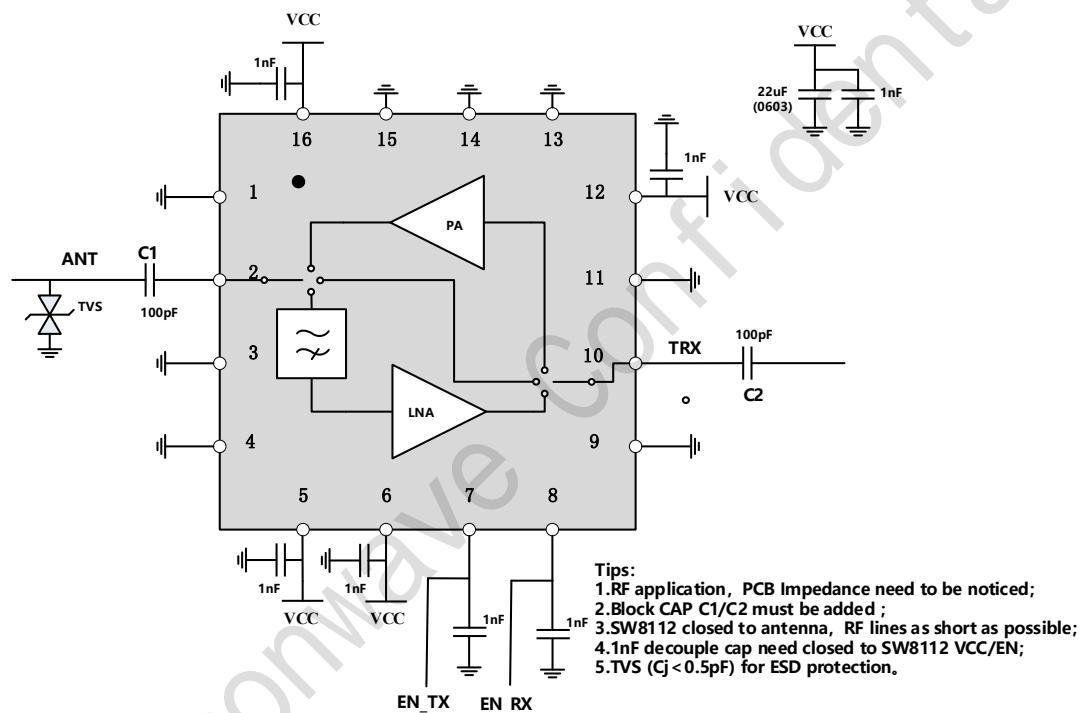 VCC
1nF
VCC
22uF
(0603)
1nF
16
15
14
13
1nF
1
12
VCC
PA
ANT
C1
2
11
TVS
100pF
3
10
TRX
100pF
C2
LNA
4
9
5
6
7
8
1nF
1nF
VCC
VCC
1nF
1nF
EN_TX
EN_RX
Tips:
1.RF application, PCB Impedance need to be noticed;
2.Block CAP C1/C2 must be added ;
3.SW8112 closed to antenna, RF lines as short as possible;
4.1nF decouple cap need closed to SW8112 VCC/EN;
5.TVS (Cj<0.5pF) for ESD protection。
onwave Confidenta